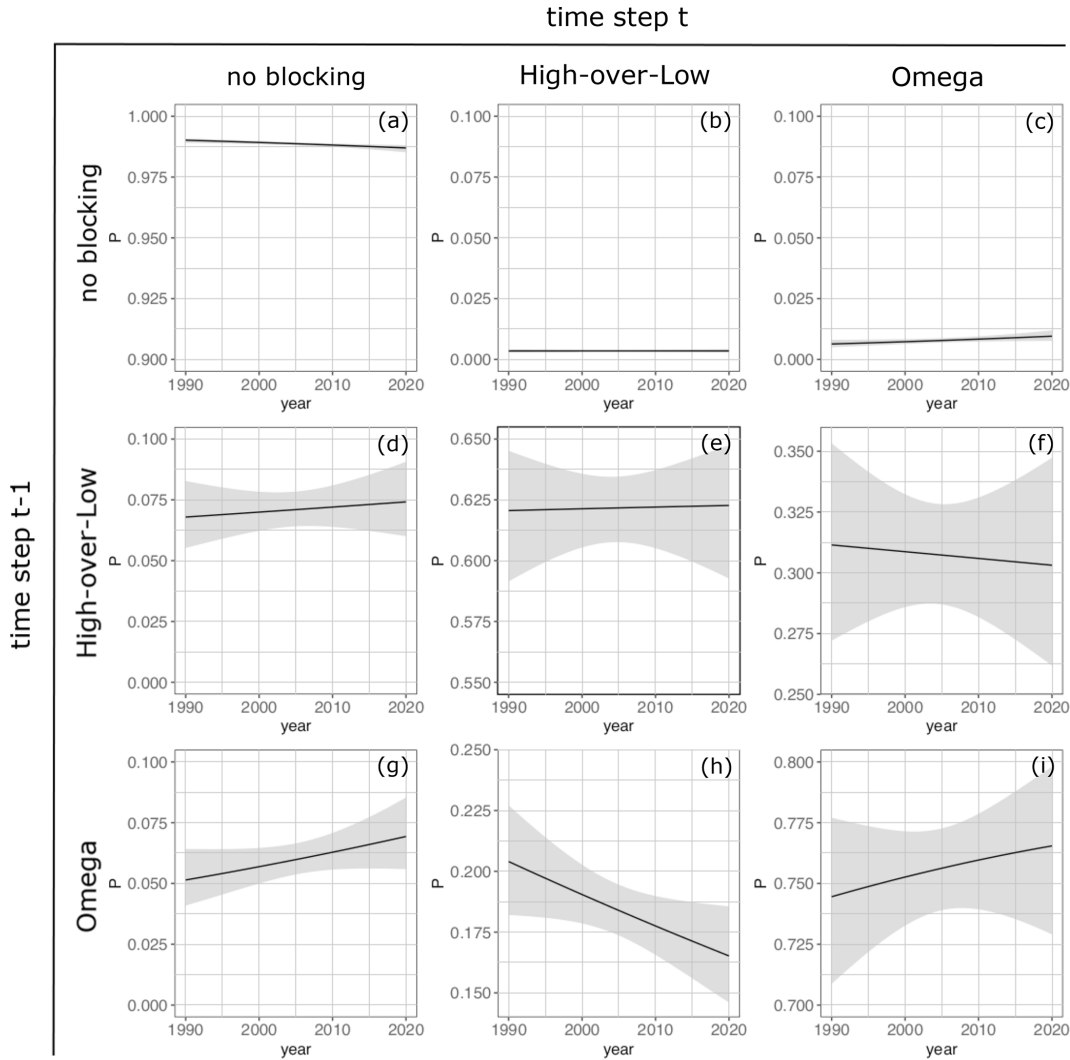 time step t
no blocking
High-over-Low
Omega
time step t-1
no blocking
(a)
1.000
0.975
0.950
0.925
0.900
P
1990 2000 2010 2020
year
(b)
0.100
0.075
0.050
0.025
0.000
P
1990 2000 2010 2020
year
(c)
0.100
0.075
0.050
0.025
0.000
P
1990 2000 2010 2020
year
High-over-Low
(d)
0.100
0.075
0.050
0.025
0.000
P
1990 2000 2010 2020
year
(e)
0.650
0.625
0.600
0.575
0.550
P
1990 2000 2010 2020
year
(f)
0.350
0.325
0.300
0.275
0.250
P
1990 2000 2010 2020
year
Omega
(g)
0.100
0.075
0.050
0.025
0.000
P
1990 2000 2010 2020
year
(h)
0.250
0.225
0.200
0.175
0.150
P
1990 2000 2010 2020
year
(i)
0.800
0.775
0.750
0.725
0.700
P
1990 2000 2010 2020
year